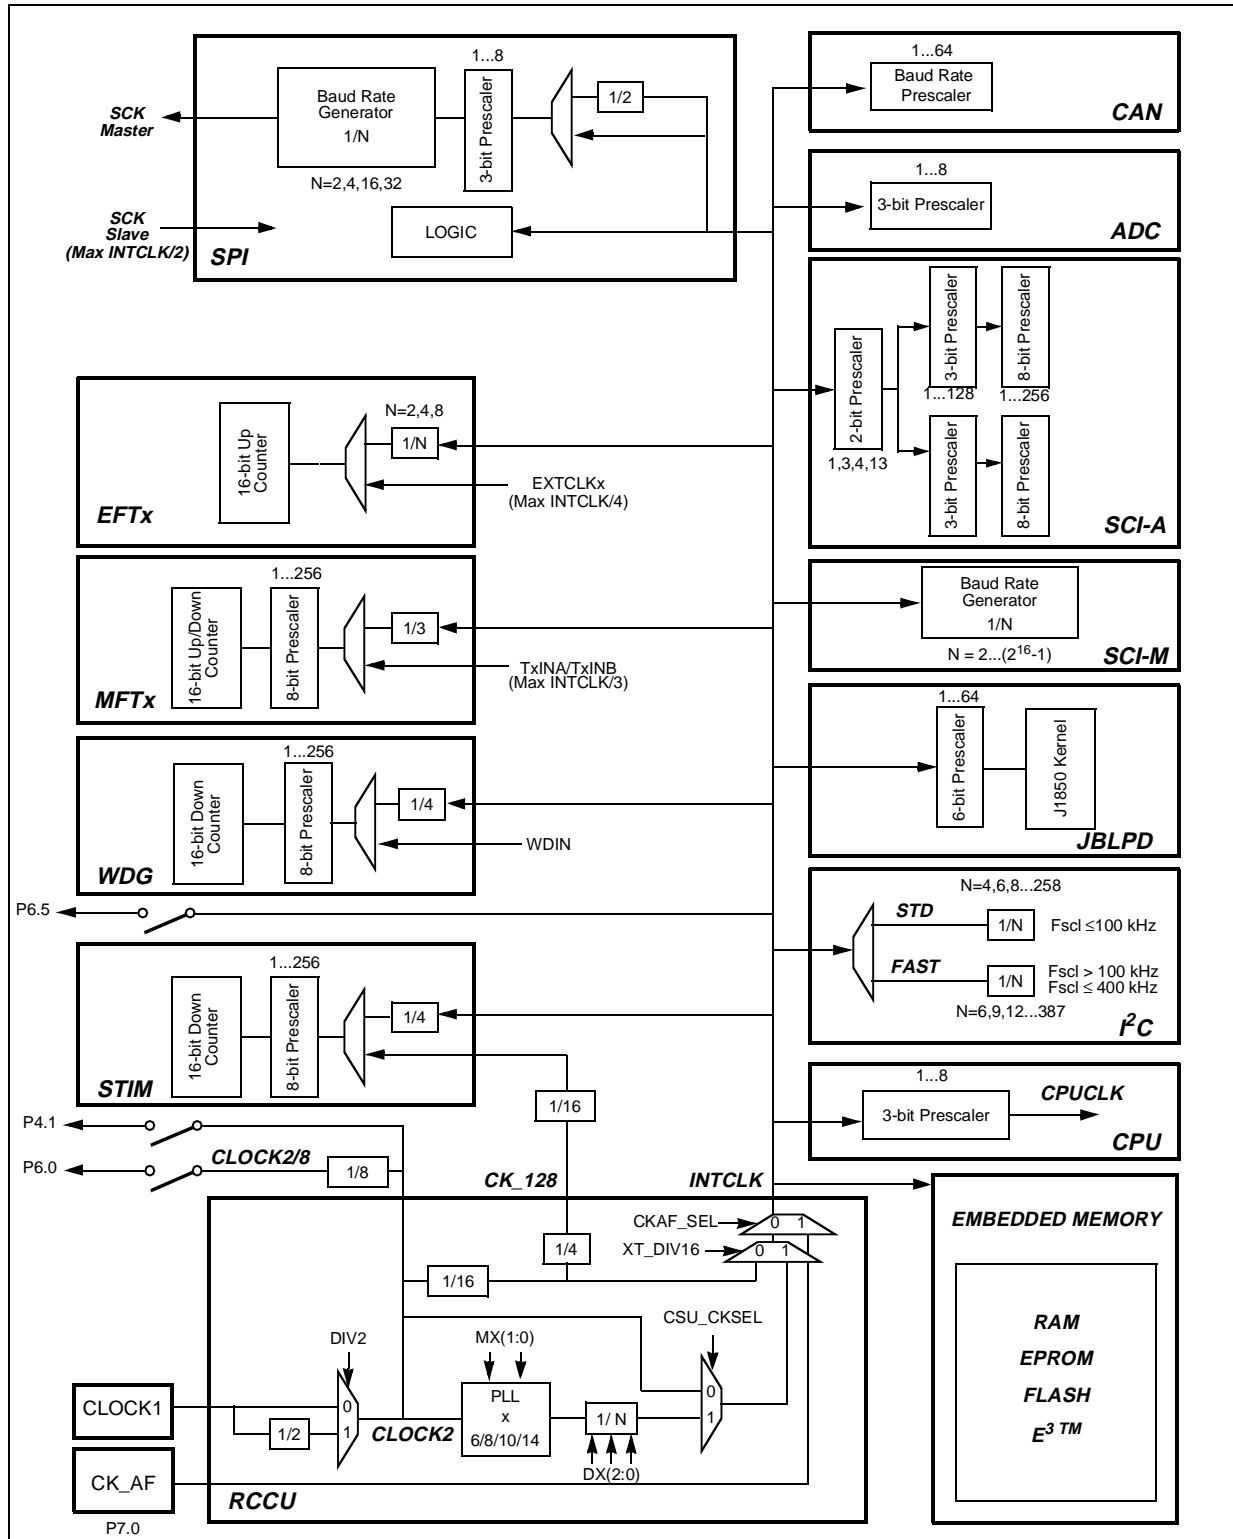 1...8
Baud Rate
Generator
1/N
3-bit Prescaler
1/2
SCK
Master
N=2,4,16,32
SCK
Slave
(Max INTCLK/2)
LOGIC
SPI
1...64
Baud Rate
Prescaler
CAN
1...8
3-bit Prescaler
ADC
2-bit Prescaler
1,3,4,13
3-bit Prescaler
1...128
8-bit Prescaler
1...256
3-bit Prescaler
8-bit Prescaler
SCI-A
N=2,4,8
16-bit Up
Counter
1/N
EXTCLKx
(Max INTCLK/4)
EFTx
1...256
16-bit Up/Down
Counter
8-bit Prescaler
1/3
TxINA/TxINB
(Max INTCLK/3)
MFTx
Baud Rate
Generator
1/N
N = 2...(2^16-1)
SCI-M
1...256
16-bit Down
Counter
8-bit Prescaler
1/4
WDIN
WDG
1...64
6-bit Prescaler
J1850 Kernel
JBLPD
P6.5
N=4,6,8...258
STD
1/N
Fscl ≤100 kHz
FAST
1/N
Fscl > 100 kHz
Fscl ≤ 400 kHz
N=6,9,12...387
I²C
1...256
16-bit Down
Counter
8-bit Prescaler
1/4
STIM
1/16
1...8
3-bit Prescaler
CPUCLK
CPU
P4.1
P6.0
CLOCK2/8
1/8
CK_128
INTCLK
CKAF_SEL
0 1
XT_DIV16
0 1
1/4
1/16
CSU_CKSEL
DIV2
MX(1:0)
0
1
CLOCK1
1/2
0
1
CLOCK2
PLL
x
6/8/10/14
1/ N
DX(2:0)
CK_AF
P7.0
RCCU
EMBEDDED MEMORY
RAM
EPROM
FLASH
E³ ™